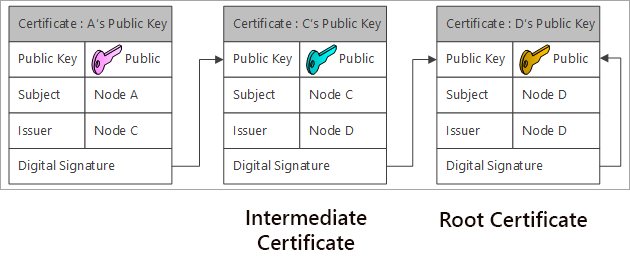 Certificate : A's Public Key
Public Key Public
Subject Node A
Issuer Node C
Digital Signature
Certificate : C's Public Key
Public Key Public
Subject Node C
Issuer Node D
Digital Signature
Intermediate
Certificate
Certificate : D's Public Key
Public Key Public
Subject Node D
Issuer Node D
Digital Signature
Root Certificate